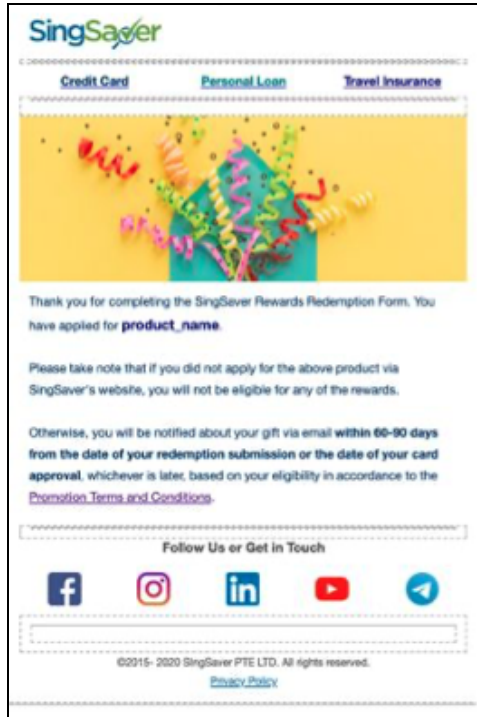 SingSaver
Credit Card Personal Loan Travel Insurance
Thank you for completing the SingSaver Rewards Redemption Form. You
have applied for product_name.
Please take note that if you did not apply for the above product via
SingSaver's website, you will not be eligible for any of the rewards.
Otherwise, you will be notified about your gift via email within 60-90 days
from the date of your redemption submission or the date of your card
approval, whichever is later, based on your eligibility in accordance to the
Promotion Terms and Conditions.
Follow Us or Get in Touch
©2015- 2020 SingSaver PTE LTD. All rights reserved.
Privacy Policy